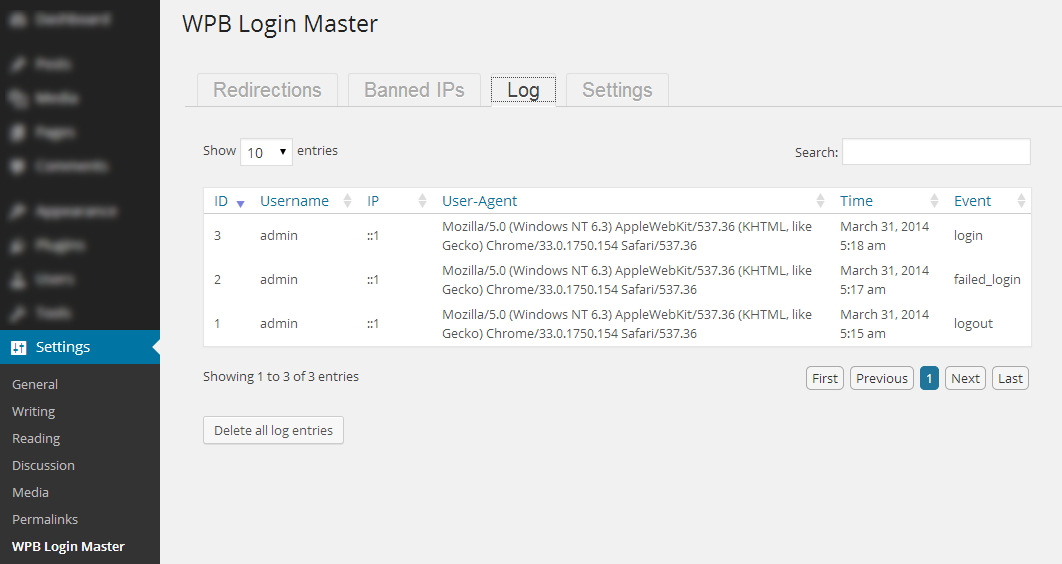 Dashboard
Posts
Media
Pages
Comments
Appearance
Plugins
Users
Tools
Settings
General
Writing
Reading
Discussion
Media
Permalinks
WPB Login Master
WPB Login Master
Redirections Banned IPs Log Settings
Show 10 entries Search:
ID Username IP User-Agent Time Event
3 admin ::1 Mozilla/5.0 (Windows NT 6.3) AppleWebKit/537.36 (KHTML, like March 31, 2014 login
Gecko) Chrome/33.0.1750.154 Safari/537.36 5:18 am
2 admin ::1 Mozilla/5.0 (Windows NT 6.3) AppleWebKit/537.36 (KHTML, like March 31, 2014 failed_login
Gecko) Chrome/33.0.1750.154 Safari/537.36 5:17 am
1 admin ::1 Mozilla/5.0 (Windows NT 6.3) AppleWebKit/537.36 (KHTML, like March 31, 2014 logout
Gecko) Chrome/33.0.1750.154 Safari/537.36 5:15 am
Showing 1 to 3 of 3 entries First Previous 1 Next Last
Delete all log entries